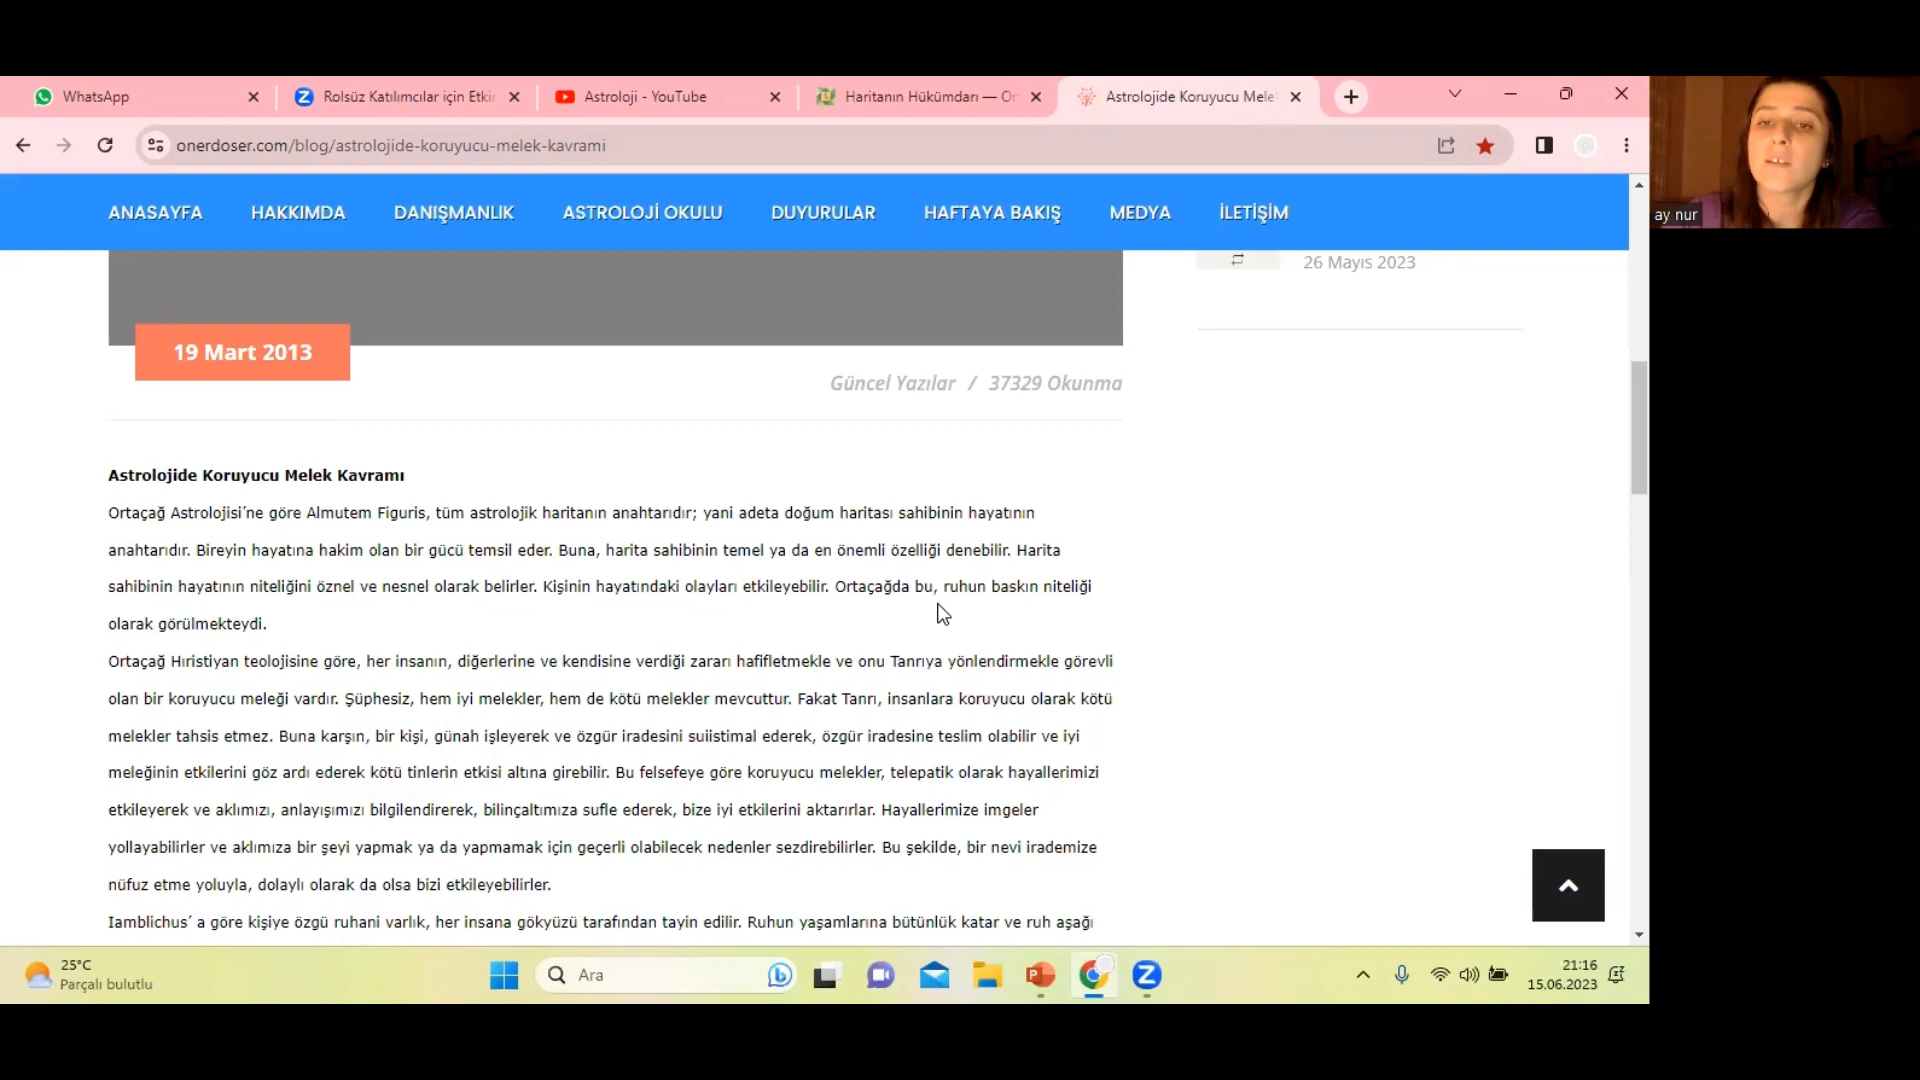 WhatsApp
Rolsüz Katılımcılar için Etkin
Astroloji - YouTube
Haritanın Hükümdarı — Or
Astrolojide Koruyucu Mele
onerdoser.com/blog/astrolojide-koruyucu-melek-kavrami
ANASAYFA HAKKIMDA DANIŞMANLIK ASTROLOJİ OKULU DUYURULAR HAFTAYA BAKIŞ MEDYA İLETİŞİM
ay nur
26 Mayıs 2023
19 Mart 2013
Güncel Yazılar / 37329 Okunma
Astrolojide Koruyucu Melek Kavramı
Ortaçağ Astrolojisi’ne göre Almutem Figuris, tüm astrolojik haritanın anahtarıdır; yani adeta doğum haritası sahibinin hayatının
anahtarıdır. Bireyin hayatına hakim olan bir gücü temsil eder. Buna, harita sahibinin temel ya da en önemli özelliği denebilir. Harita
sahibinin hayatının niteliğini öznel ve nesnel olarak belirler. Kişinin hayatındaki olayları etkileyebilir. Ortaçağda bu, ruhun baskın niteliği
olarak görülmekteydi.
Ortaçağ Hıristiyan teolojisine göre, her insanın, diğerlerine ve kendisine verdiği zararı hafifletmekle ve onu Tanrıya yönlendirmekle görevli
olan bir koruyucu meleği vardır. Şüphesiz, hem iyi melekler, hem de kötü melekler mevcuttur. Fakat Tanrı, insanlara koruyucu olarak kötü
melekler tahsis etmez. Buna karşın, bir kişi, günah işleyerek ve özgür iradesini suiistimal ederek, özgür iradesine teslim olabilir ve iyi
meleğinin etkilerini göz ardı ederek kötü tinlerin etkisi altına girebilir. Bu felsefeye göre koruyucu melekler, telepatik olarak hayallerimizi
etkileyerek ve aklımızı, anlayışımızı bilgilendirerek, bilinçaltımıza sufle ederek, bize iyi etkilerini aktarırlar. Hayallerimize imgeler
yollayabilirler ve aklımıza bir şeyi yapmak ya da yapmamak için geçerli olabilecek nedenler sezdirebilirler. Bu şekilde, bir nevi irademize
nüfuz etme yoluyla, dolaylı olarak da olsa bizi etkileyebilirler.
Iamblichus’ a göre kişiye özgü ruhani varlık, her insana gökyüzü tarafından tayin edilir. Ruhun yaşamlarına bütünlük katar ve ruh aşağı
25°C
Parçalı bulutlu
Ara
21:16
15.06.2023